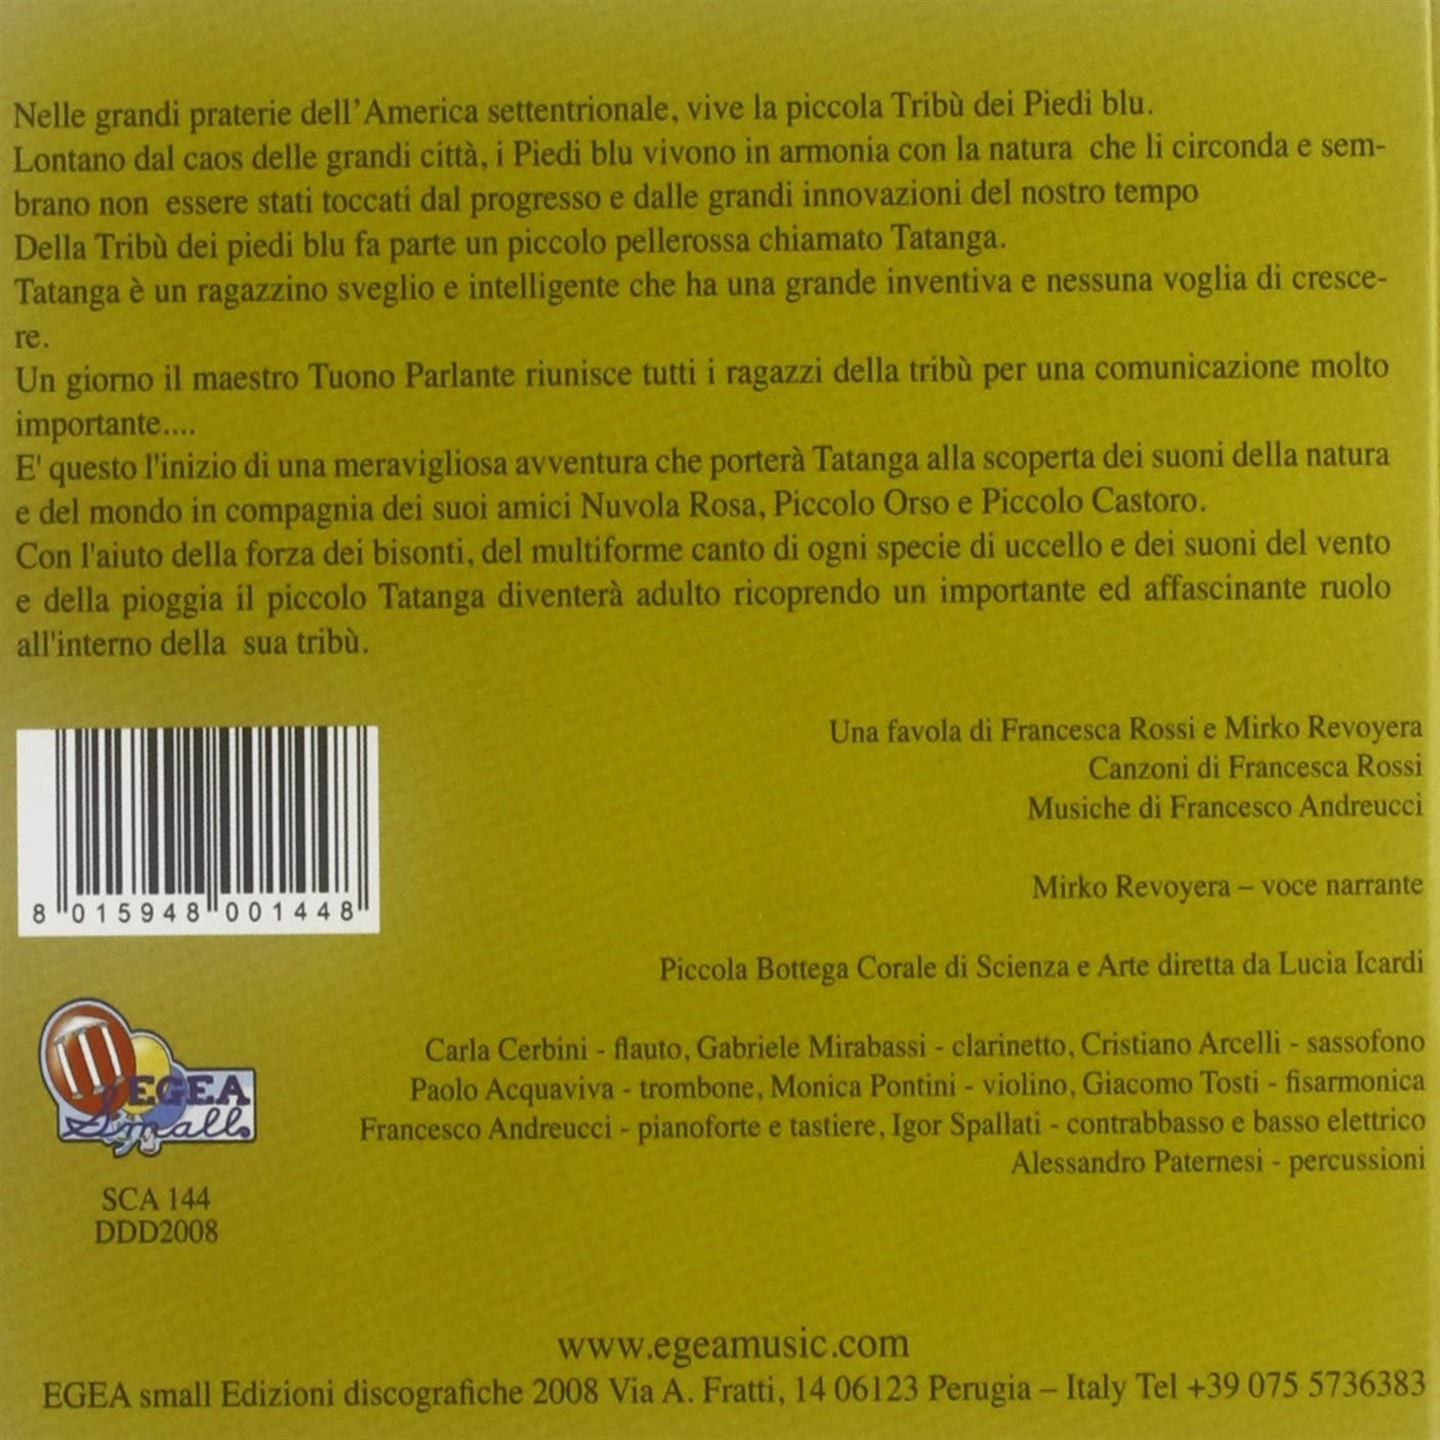 Nelle grandi praterie dell'America settentrionale, vive la piccola Tribù dei Piedi blu.
Lontano dal caos delle grandi città, i Piedi blu vivono in armonia con la natura che li circonda e sem-
brano non essere stati toccati dal progresso e dalle grandi innovazioni del nostro tempo
Della Tribù dei piedi blu fa parte un piccolo pellerossa chiamato Tatanga.
Tatanga è un ragazzino sveglio e intelligente che ha una grande inventiva e nessuna voglia di cresce-
re.
Un giorno il maestro Tuono Parlante riunisce tutti i ragazzi della tribù per una comunicazione molto
importante....
E' questo l'inizio di una meravigliosa avventura che porterà Tatanga alla scoperta dei suoni della natura
e del mondo in compagnia dei suoi amici Nuvola Rosa, Piccolo Orso e Piccolo Castoro.
Con l'aiuto della forza dei bisonti, del multiforme canto di ogni specie di uccello e dei suoni del vento
e della pioggia il piccolo Tatanga diventerà adulto ricoprendo un importante ed affascinante ruolo
all'interno della sua tribù.
Una favola di Francesca Rossi e Mirko Revoyera
Canzoni di Francesca Rossi
Musiche di Francesco Andreucci
Mirko Revoyera – voce narrante
8 015948 001448
Piccola Bottega Corale di Scienza e Arte diretta da Lucia Icardi
Carla Cerbini - flauto, Gabriele Mirabassi - clarinetto, Cristiano Arcelli - sassofono
Paolo Acquaviva - trombone, Monica Pontini - violino, Giacomo Tosti - fisarmonica
Francesco Andreucci - pianoforte e tastiere, Igor Spallati - contrabbasso e basso elettrico
Alessandro Paternesi - percussioni
EGEA
Small
SCA 144
DDD2008
www.egeamusic.com
EGEA small Edizioni discografiche 2008 Via A. Fratti, 14 06123 Perugia – Italy Tel +39 075 5736383